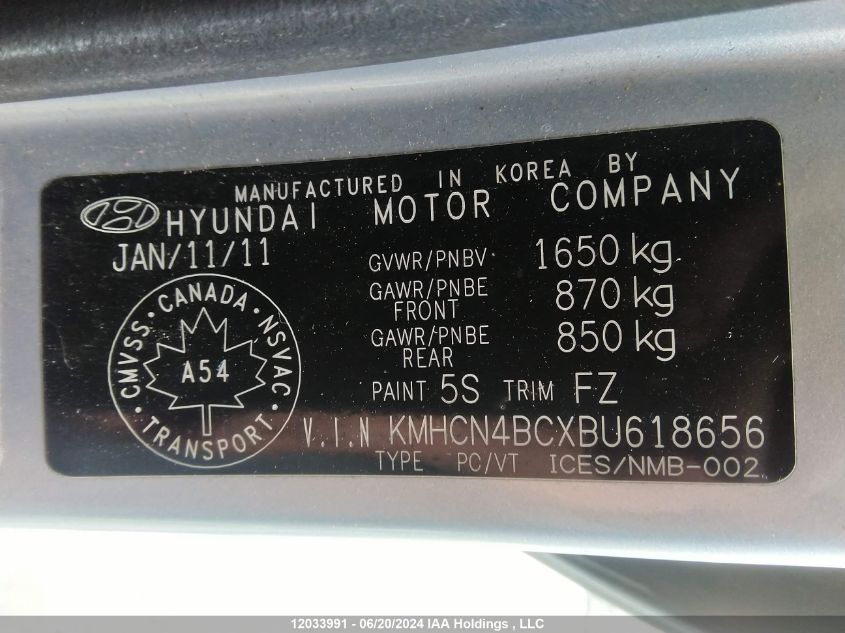 MANUFACTURED IN KOREA BY
HYUNDAI MOTOR COMPANY
JAN/11/11
GVWR/PNBV 1650 kg
GAWR/PNBE FRONT 870 kg
GAWR/PNBE REAR 850 kg
PAINT 5S TRIM FZ
CANADA · NSVAC · TRANSPORT · CMVSS ·
A54
V.I.N KMHCN4BCXBU618656
TYPE PC/VT ICES/NMB-002
12033991 - 06/20/2024 IAA Holdings , LLC